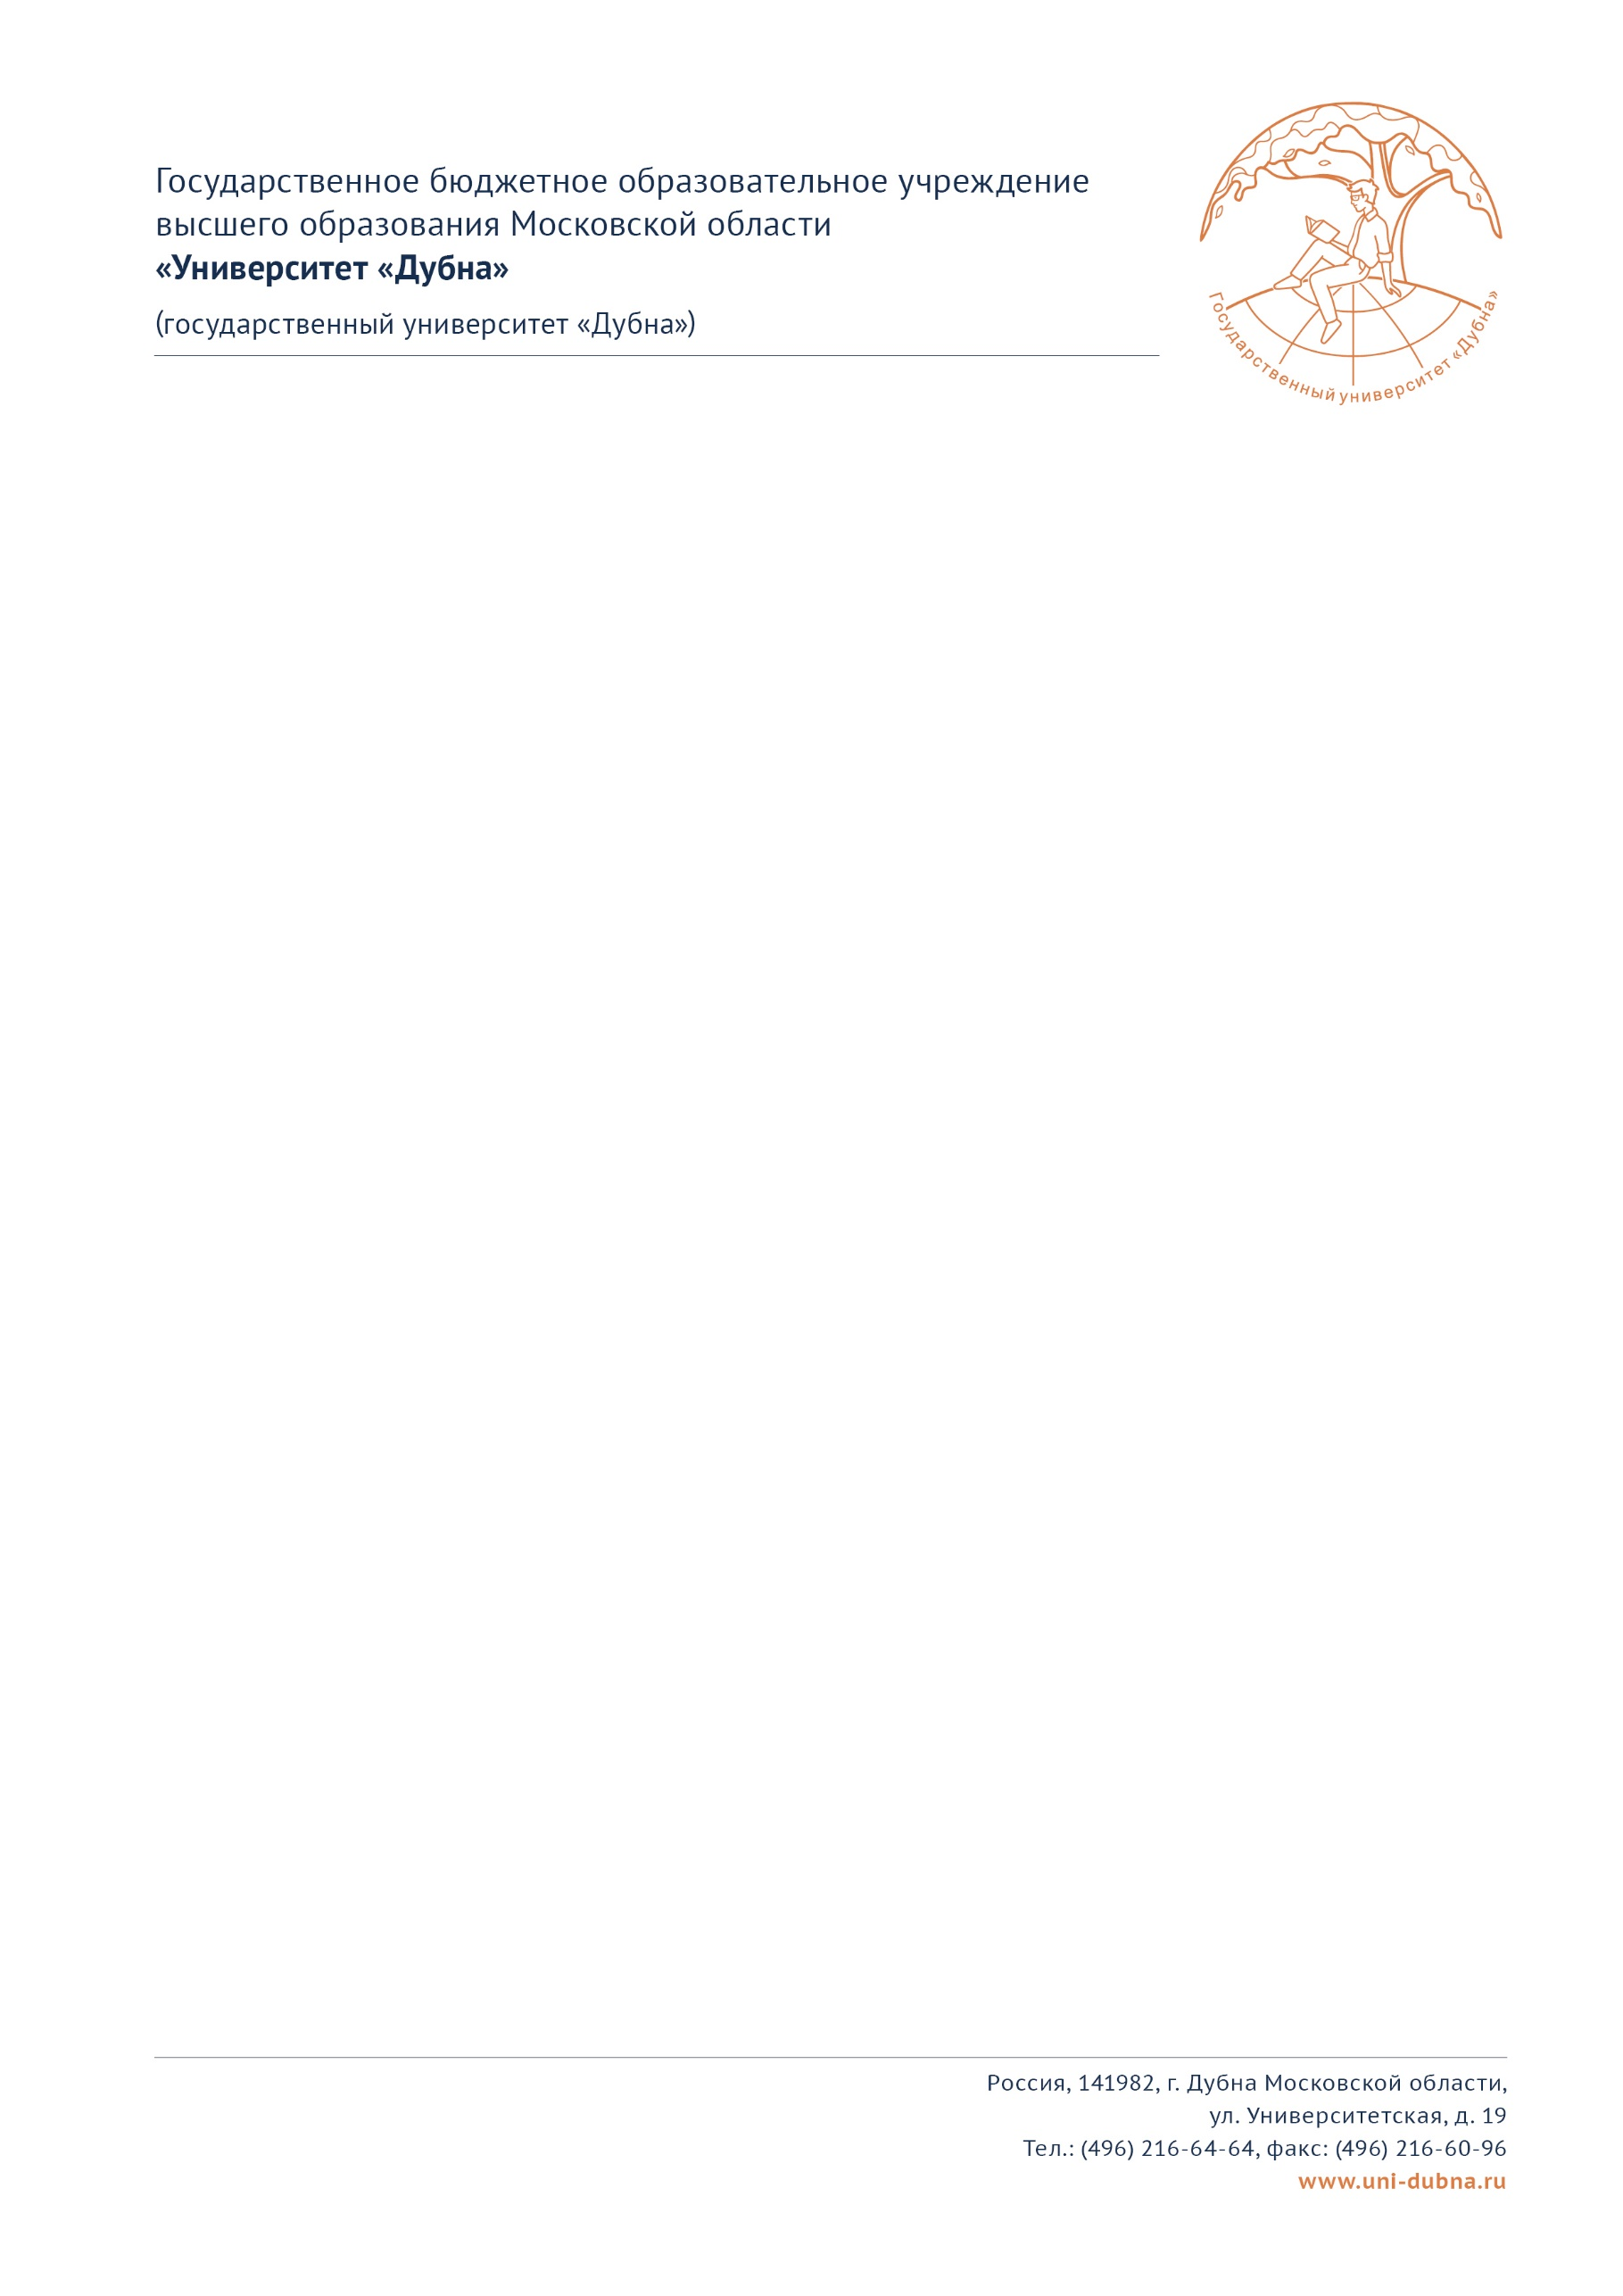 Государственное бюджетное образовательное учреждение
высшего образования Московской области
«Университет «Дубна»
(государственный университет «Дубна»)
Государственный университет «Дубна»
Россия, 141982, г. Дубна Московской области,
ул. Университетская, д. 19
Тел.: (496) 216-64-64, факс: (496) 216-60-96
www.uni-dubna.ru